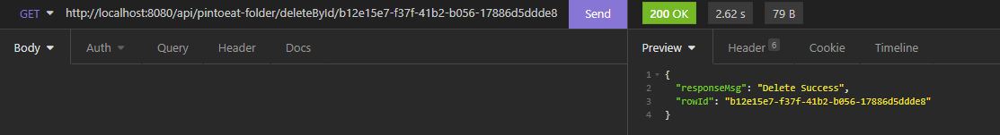 GET http://localhost:8080/api/pintoeat-folder/deleteById/b12e15e7-f37f-41b2-b056-17886d5ddde8 Send 200 OK 2.62 s 79 B
Body Auth Query Header Docs Preview Header 6 Cookie Timeline
1 {
2 "responseMsg": "Delete Success",
3 "rowId": "b12e15e7-f37f-41b2-b056-17886d5ddde8"
4 }